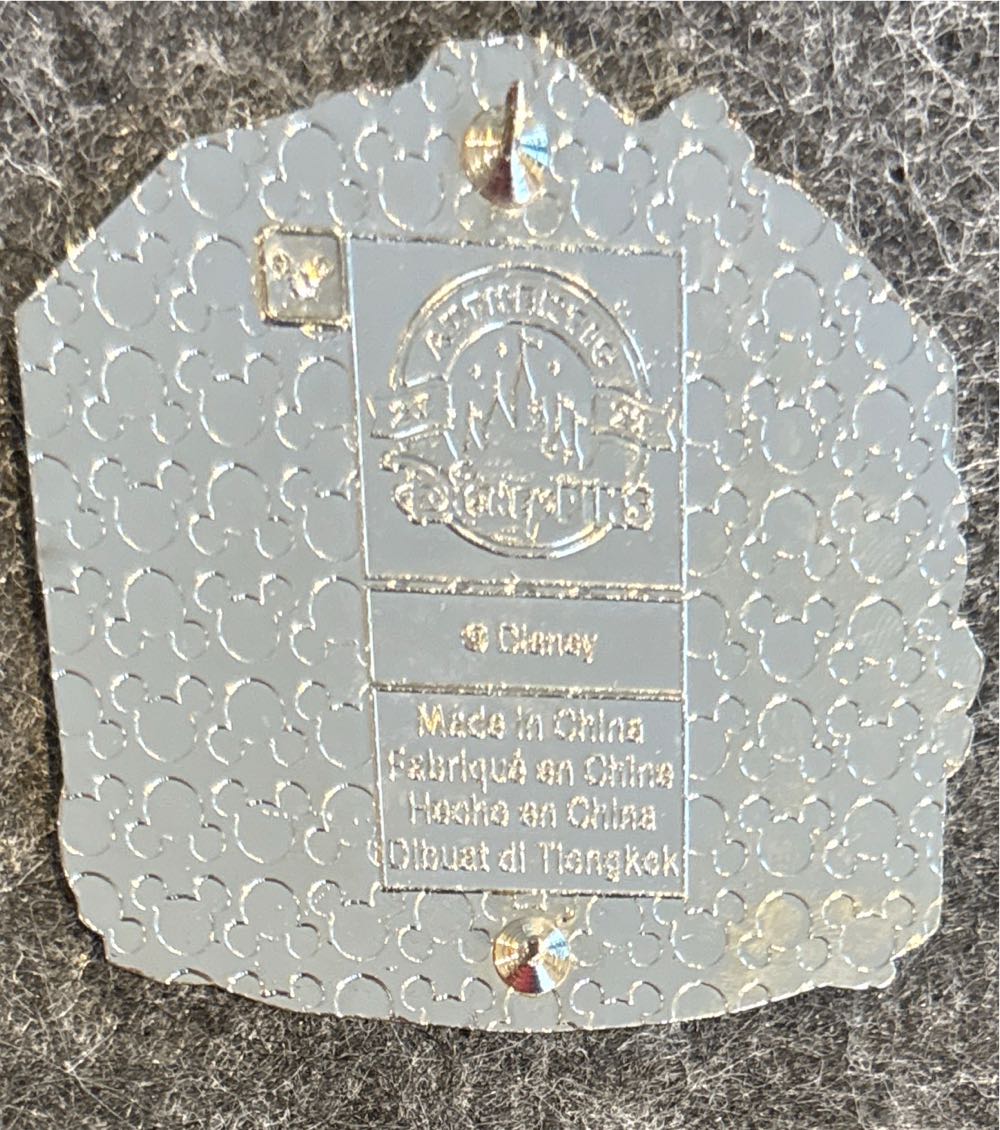 AUTHENTIC
Disney PINS
© Disney
Made in China
Fabriqué en Chine
Hecho en China
Dibuat di Tiongkok